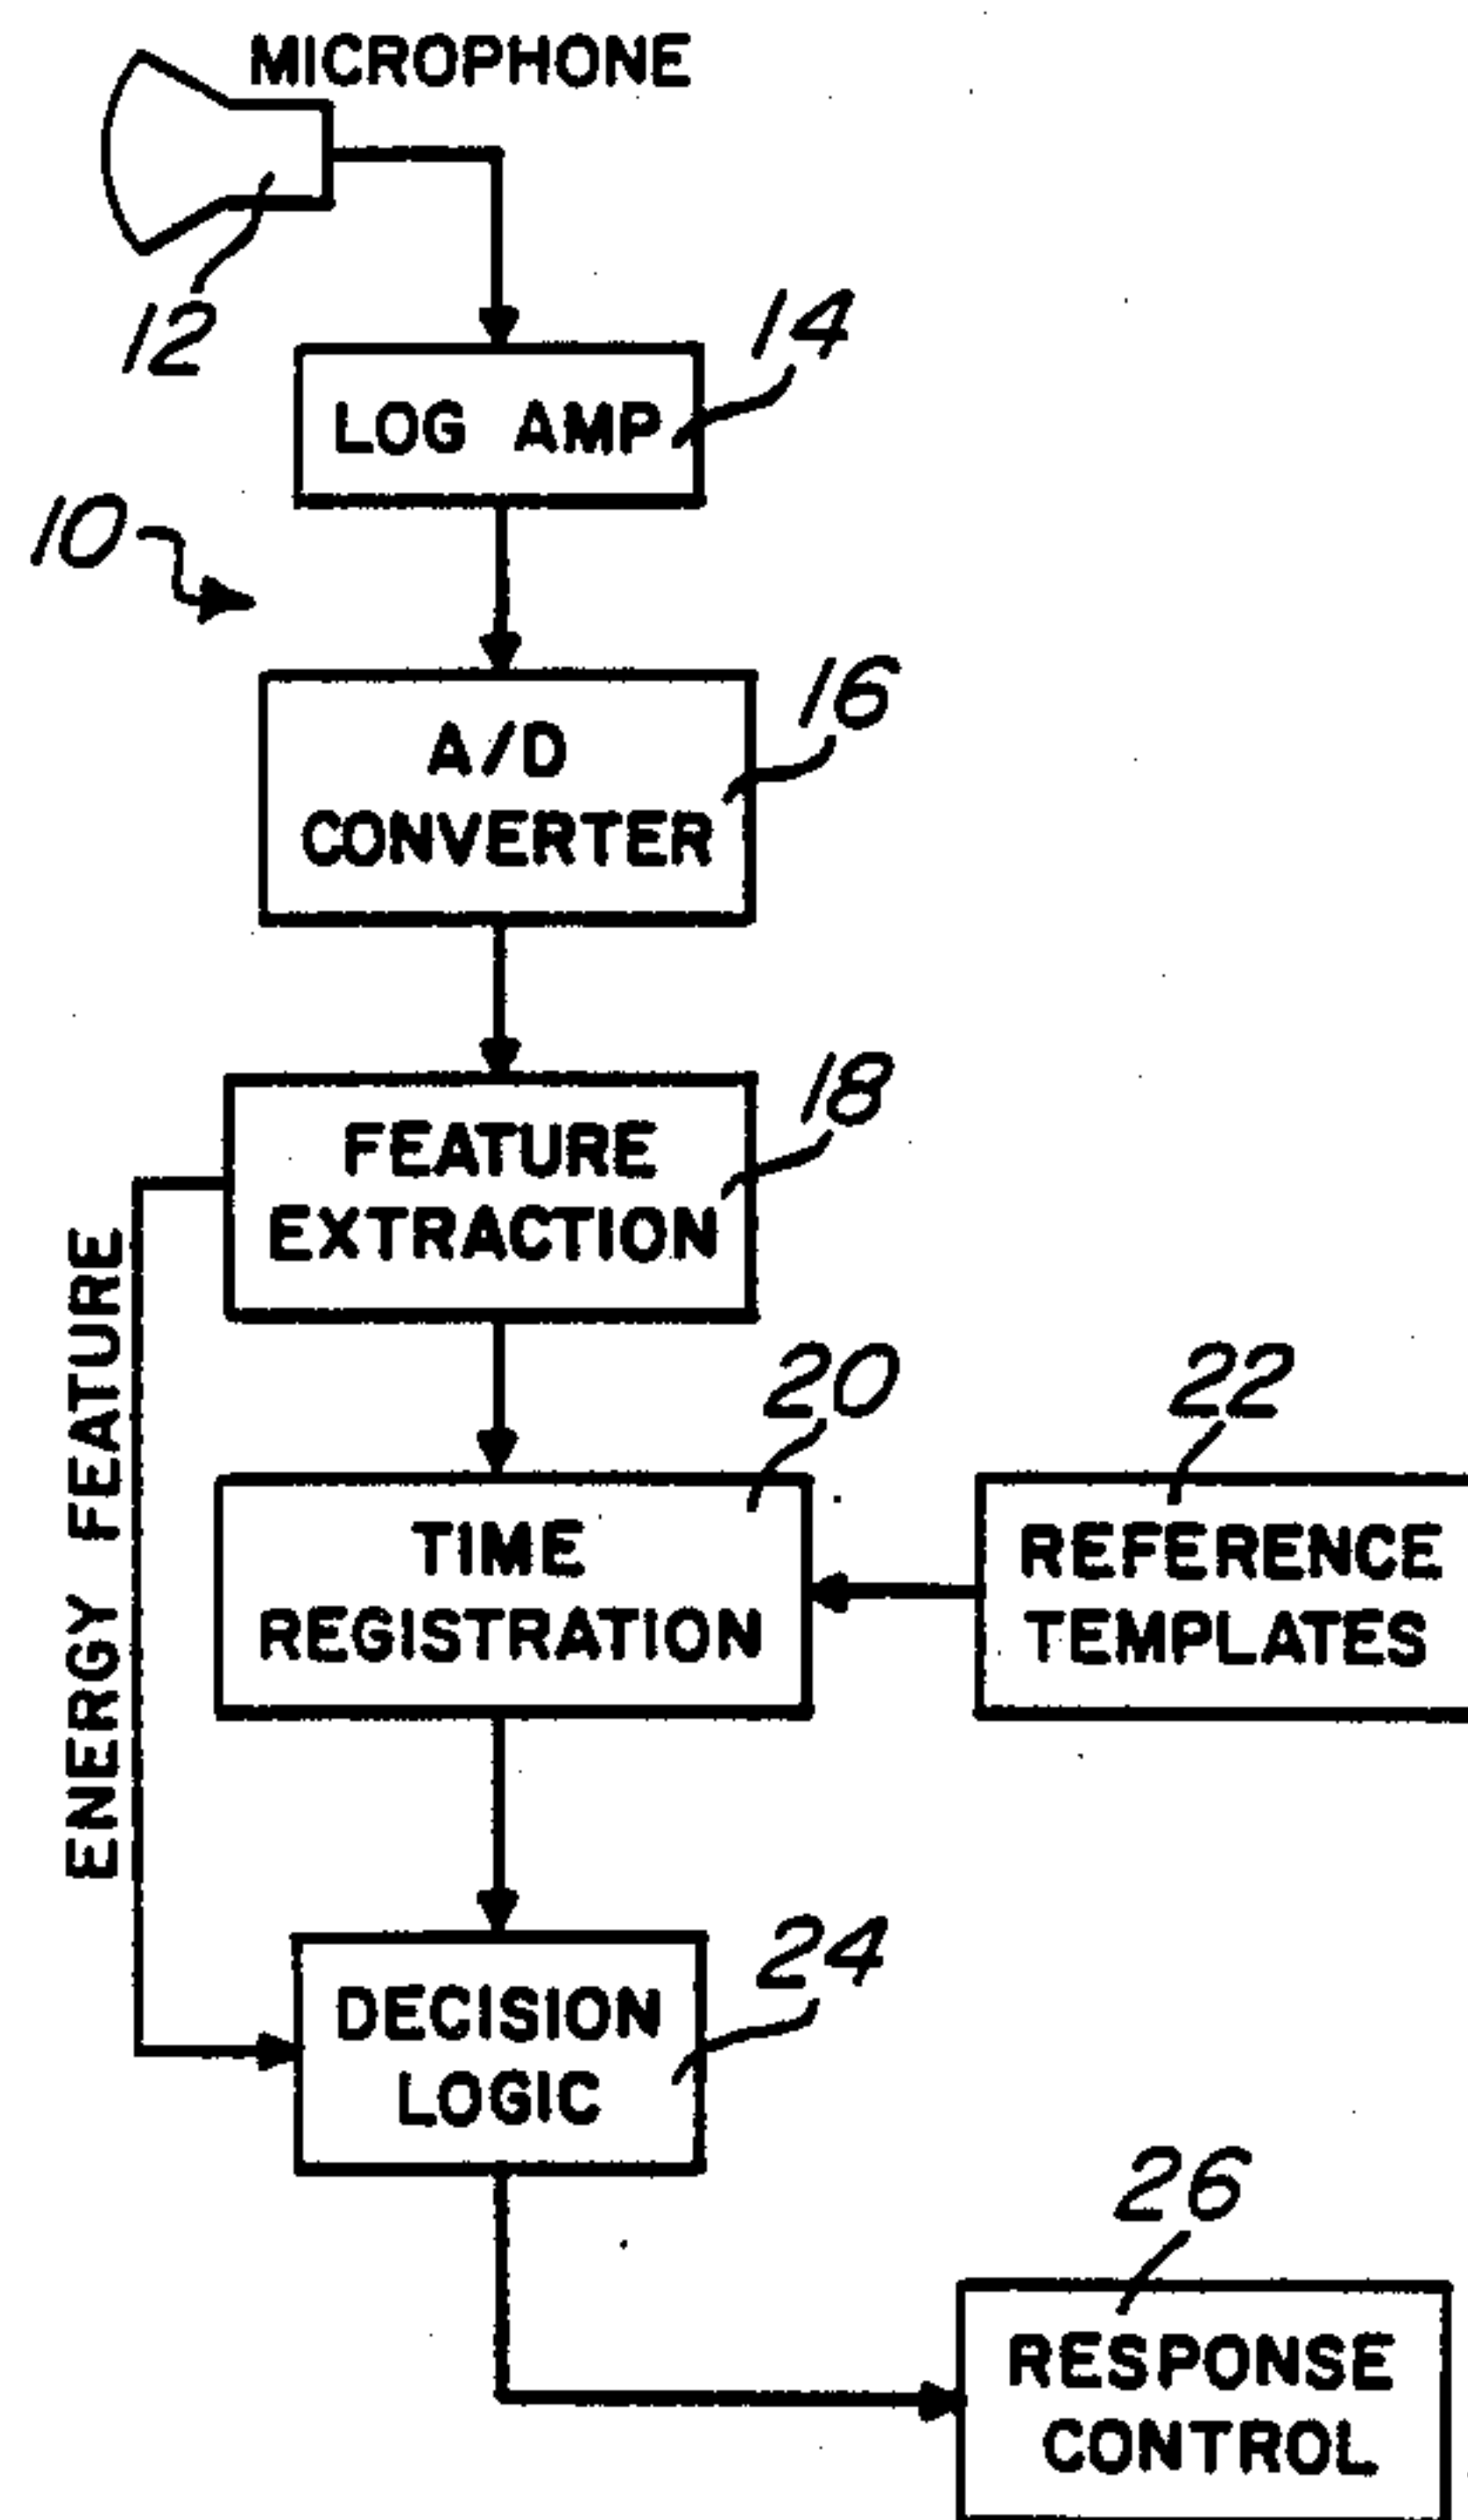 MICROPHONE
12
14
LOG AMP
10
16
A/D
CONVERTER
18
FEATURE
EXTRACTION
ENERGY FEATURE
20
22
TIME
REGISTRATION
REFERENCE
TEMPLATES
24
DECISION
LOGIC
26
RESPONSE
CONTROL